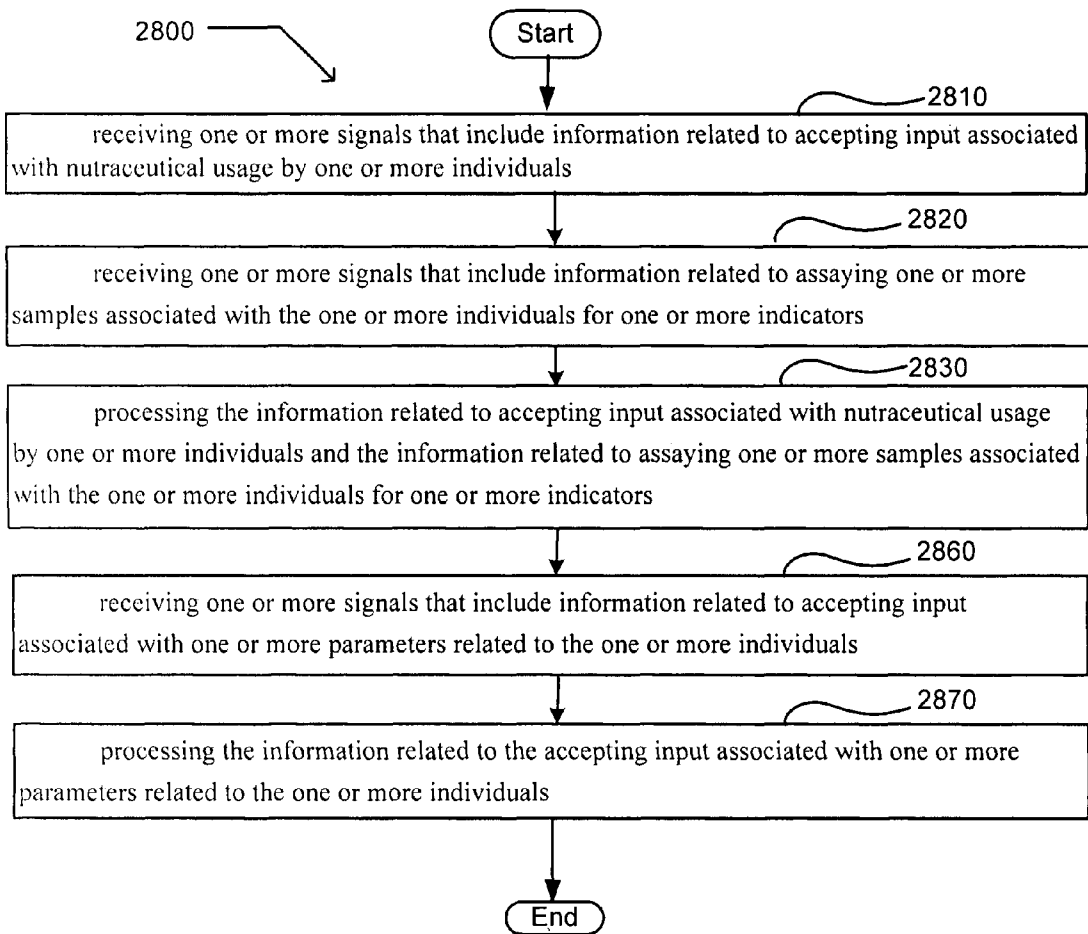 2800
Start
2810
receiving one or more signals that include information related to accepting input associated
with nutraceutical usage by one or more individuals
2820
receiving one or more signals that include information related to assaying one or more
samples associated with the one or more individuals for one or more indicators
2830
processing the information related to accepting input associated with nutraceutical usage
by one or more individuals and the information related to assaying one or more samples associated
with the one or more individuals for one or more indicators
2860
receiving one or more signals that include information related to accepting input
associated with one or more parameters related to the one or more individuals
2870
processing the information related to the accepting input associated with one or more
parameters related to the one or more individuals
End